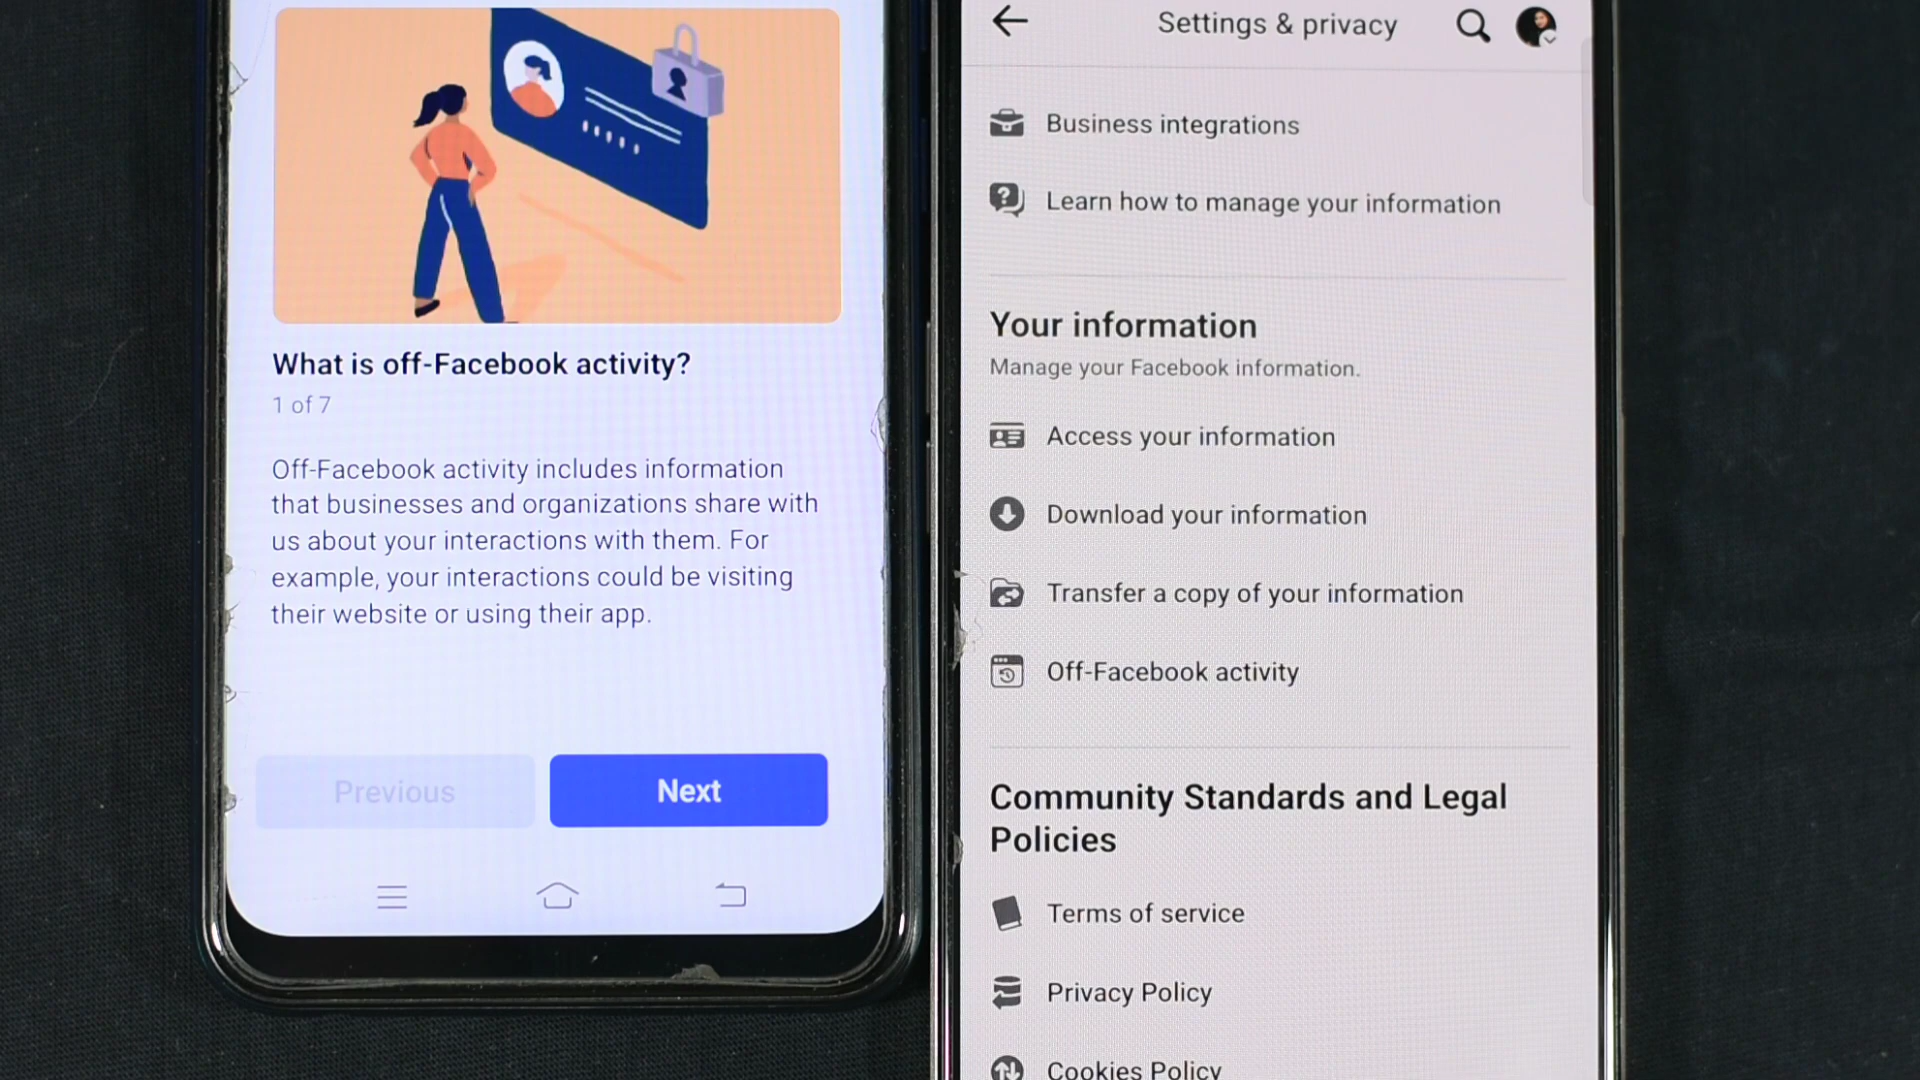 What is off-Facebook activity?
1 of 7
Off-Facebook activity includes information
that businesses and organizations share with
us about your interactions with them. For
example, your interactions could be visiting
their website or using their app.
Previous
Next
Settings & privacy
Business integrations
Learn how to manage your information
Your information
Manage your Facebook information.
Access your information
Download your information
Transfer a copy of your information
Off-Facebook activity
Community Standards and Legal
Policies
Terms of service
Privacy Policy
Cookies Policy